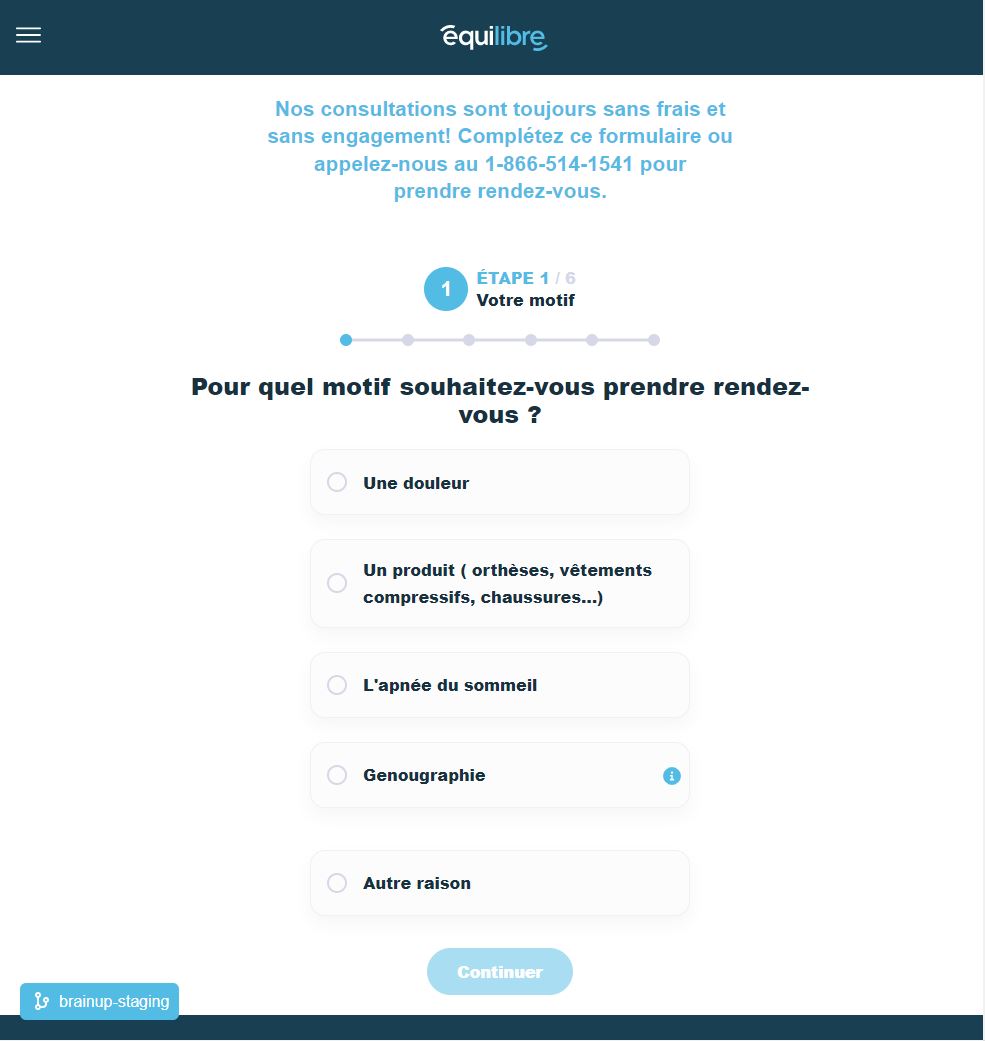 équilibre
Nos consultations sont toujours sans frais et
sans engagement! Complétez ce formulaire ou
appelez-nous au 1-866-514-1541 pour
prendre rendez-vous.
1
ÉTAPE 1 / 6
Votre motif
Pour quel motif souhaitez-vous prendre rendez-
vous ?
Une douleur
Un produit ( orthèses, vêtements
compressifs, chaussures...)
L'apnée du sommeil
Genougraphie
i
Autre raison
Continuer
brainup-staging